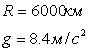 R = 6000км
g = 8.4м/с²